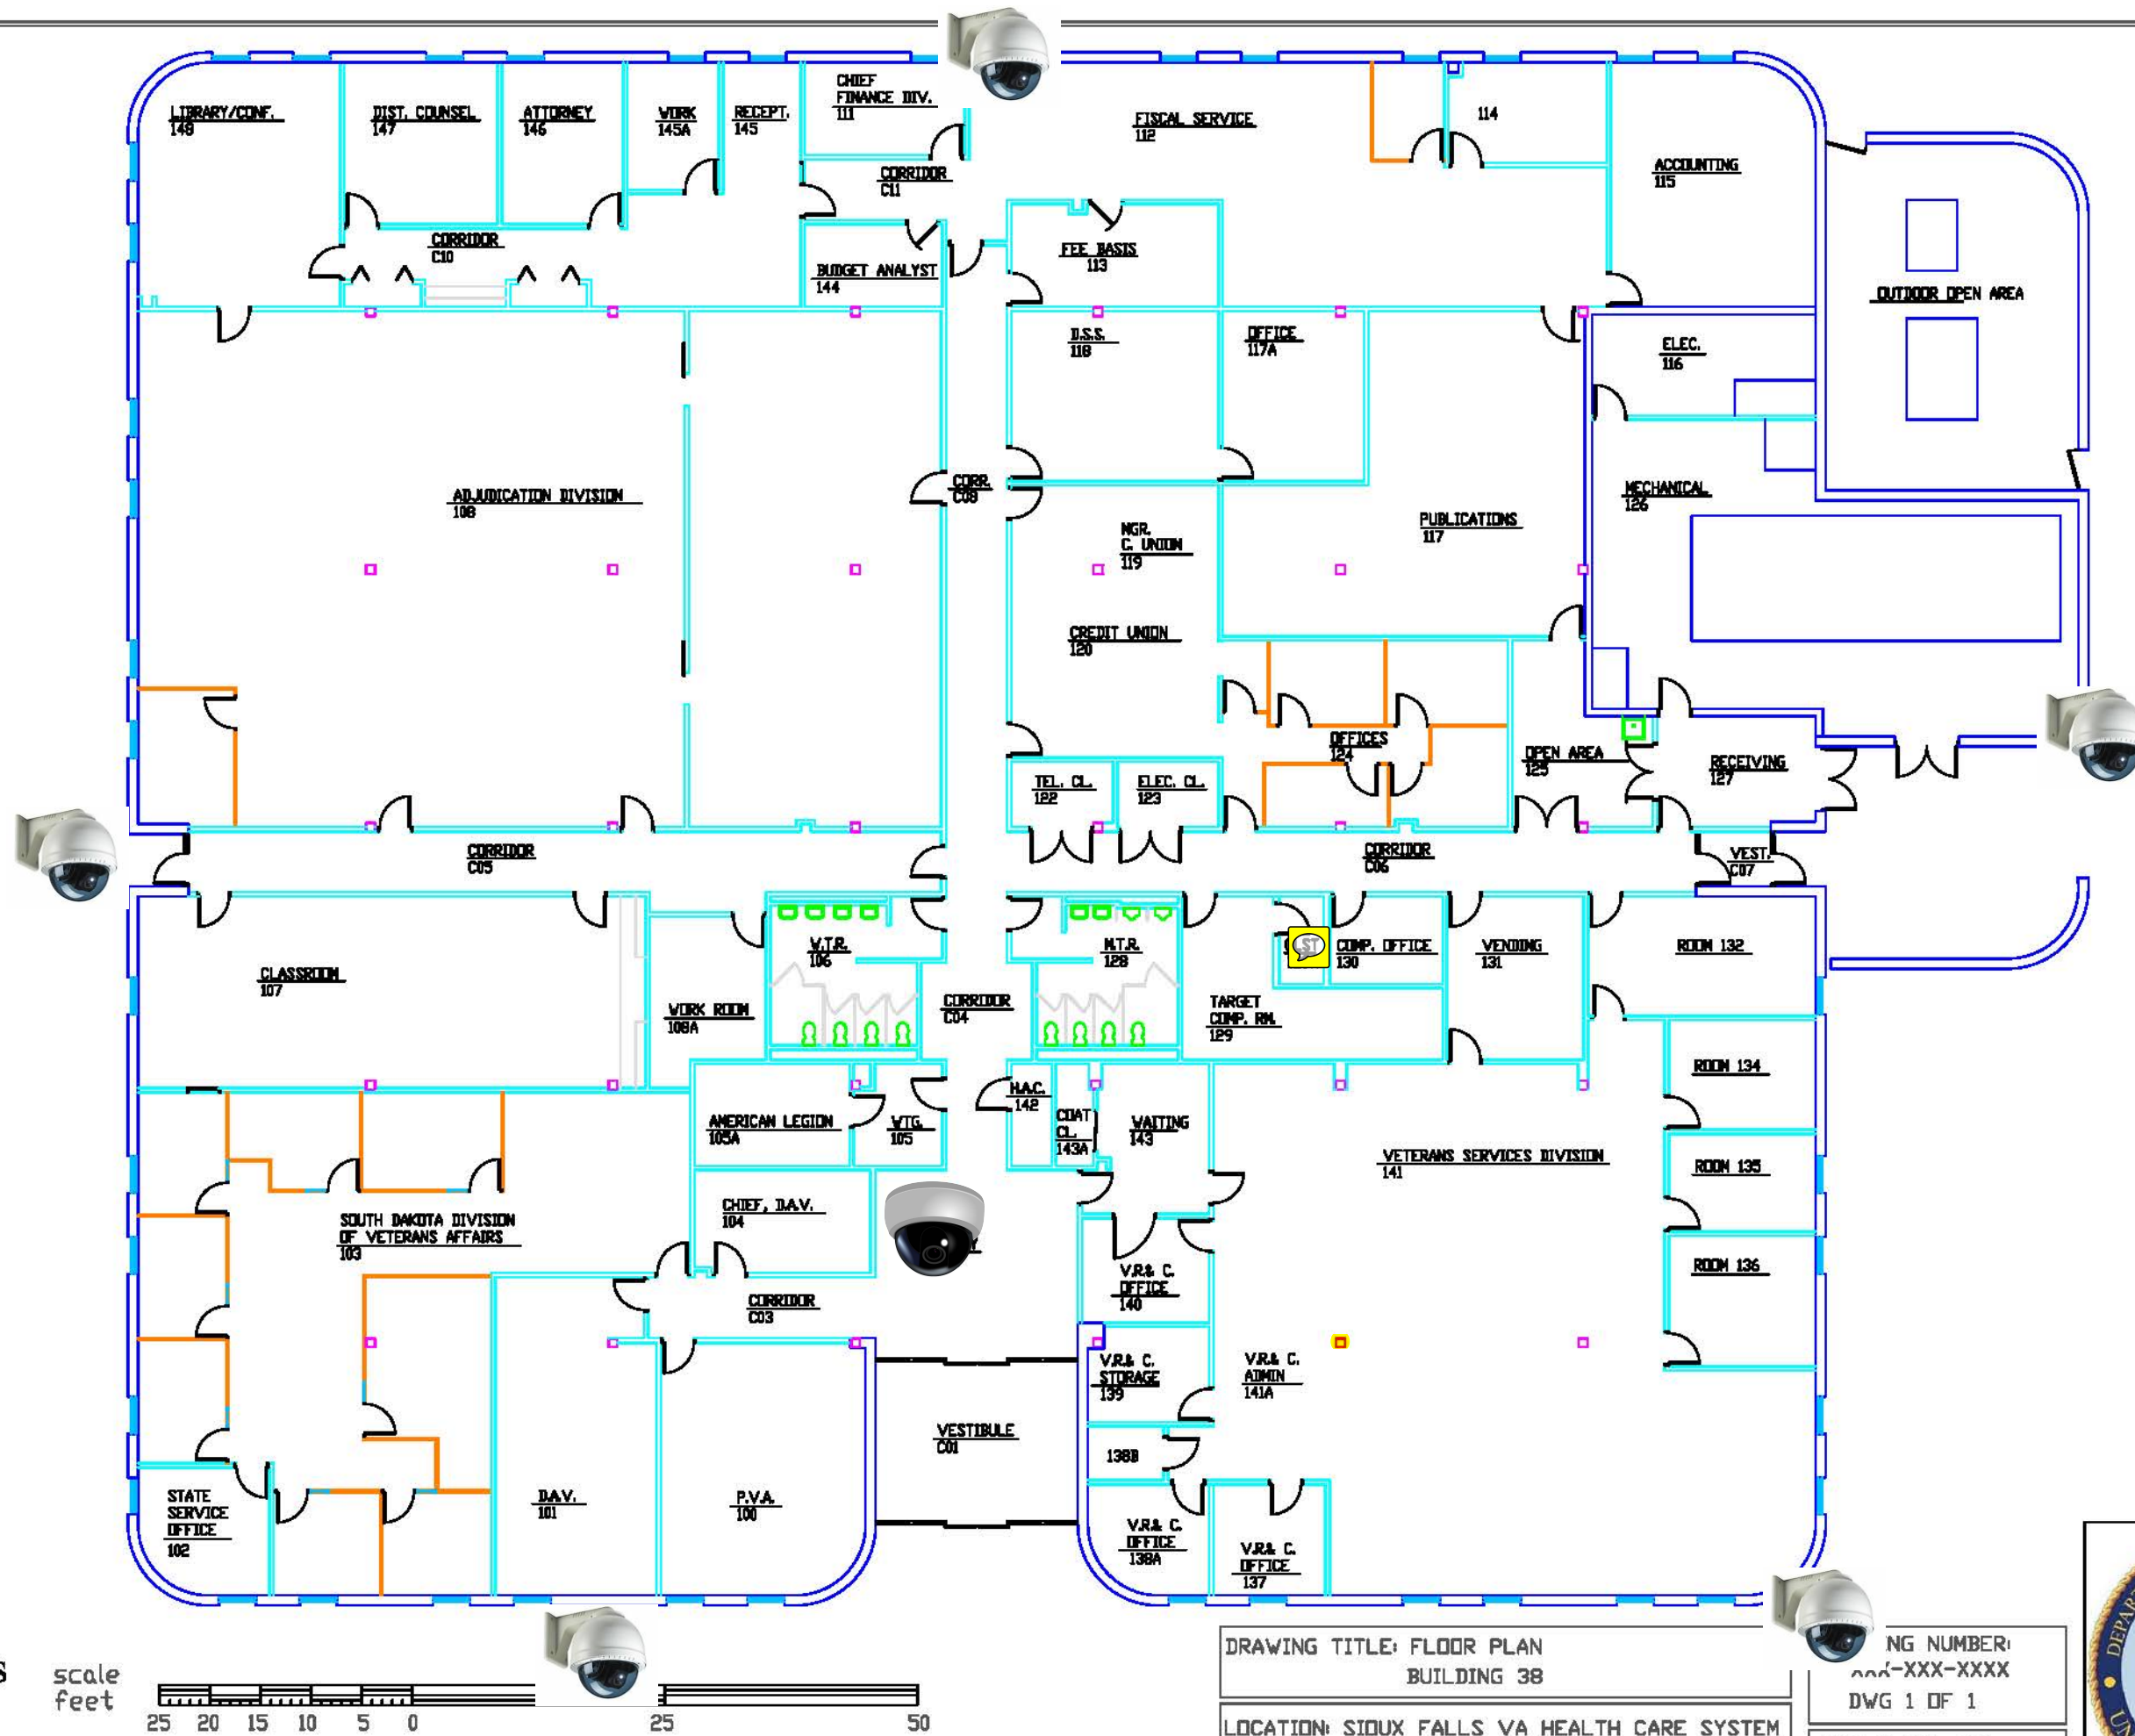 LIBRARY/CONF.
148
DIST. COUNSEL
147
ATTORNEY
146
WORK
145A
RECEPT.
145
CHIEF
FINANCE DIV.
111
FISCAL SERVICE
112
114
ACCOUNTING
115
CORRIDOR
C11
CORRIDOR
C10
BUDGET ANALYST
144
FEE BASIS
113
OUTDOOR OPEN AREA
D.S.S.
118
OFFICE
117A
ELEC.
116
ADJUDICATION DIVISION
108
CORR.
C08
MGR.
C. UNION
119
PUBLICATIONS
117
MECHANICAL
126
CREDIT UNION
120
OFFICES
124
OPEN AREA
125
RECEIVING
127
TEL. CL.
122
ELEC. CL.
123
CORRIDOR
C05
CORRIDOR
C06
VEST.
C07
CLASSROOM
107
WORK ROOM
108A
W.T.R.
106
CORRIDOR
C04
M.T.R.
128
COMP. OFFICE
130
VENDING
131
ROOM 132
TARGET
COMP. RM.
129
ROOM 134
AMERICAN LEGION
105A
WTG.
105
H.A.C.
142
COAT
CL.
143A
WAITING
143
VETERANS SERVICES DIVISION
141
ROOM 135
SOUTH DAKOTA DIVISION
OF VETERANS AFFAIRS
103
CHIEF, D.A.V.
104
V.R.& C.
OFFICE
140
ROOM 136
CORRIDOR
C03
V.R.& C.
STORAGE
139
V.R.& C.
ADMIN
141A
VESTIBULE
C01
138B
STATE
SERVICE
OFFICE
102
D.A.V.
101
P.V.A.
100
V.R.& C.
OFFICE
138A
V.R.& C.
OFFICE
137
scale
feet
25 20 15 10 5 0 25 50
DRAWING TITLE: FLOOR PLAN
BUILDING 38
LOCATION: SIOUX FALLS VA HEALTH CARE SYSTEM
NUMBER:
XXX-XXX-XXXX
DWG 1 OF 1